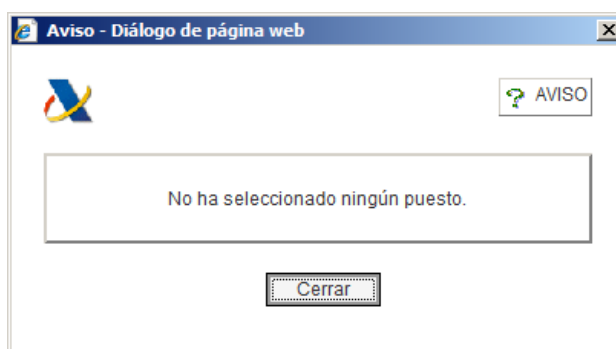 Aviso - Diálogo de página web
AVISO
No ha seleccionado ningún puesto.
Cerrar